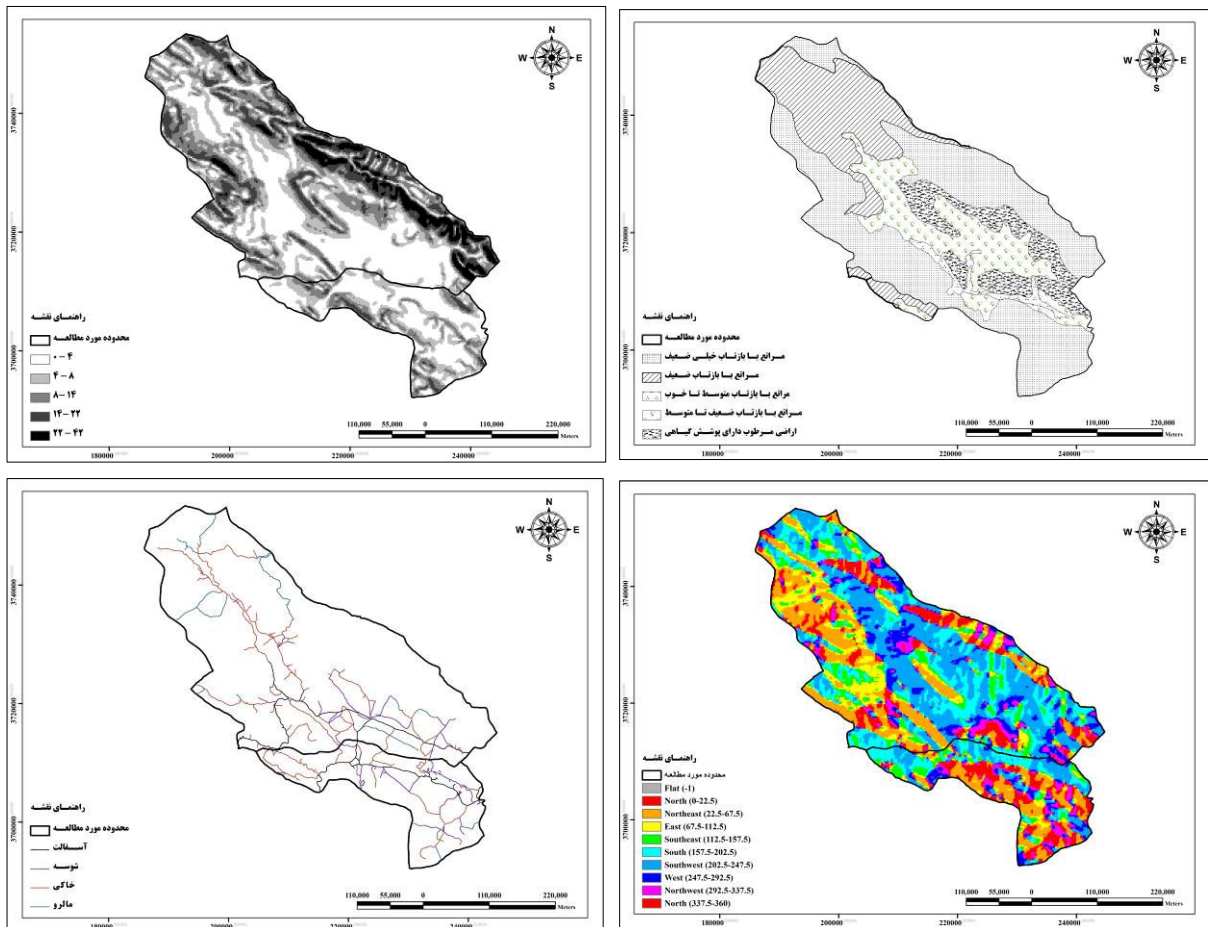 N
W E
S
3740000
3720000
3700000
راهنمای نقشه
محدوده مورد مطالعه
۰ - ۴
۴ - ۸
۸ - ۱۴
۱۴ - ۲۲
۲۲ - ۴۲
110,000 55,000 0 110,000 220,000
Meters
180000 200000 220000 240000
N
W E
S
3740000
3720000
3700000
راهنمای نقشه
محدوده مورد مطالعه
مراتع با بازتاب خیلی ضعیف
مراتع با بازتاب ضعیف
مراتع با بازتاب متوسط تا خوب
مراتع با بازتاب ضعیف تا متوسط
اراضی مرطوب دارای پوشش گیاهی
110,000 55,000 0 110,000 220,000
Meters
180000 200000 220000 240000
N
W E
S
3740000
3720000
3700000
راهنمای نقشه
محدوده مورد مطالعه
آسفالت
شوسه
خاکی
مالرو
110,000 55,000 0 110,000 220,000
Meters
180000 200000 220000 240000
N
W E
S
3740000
3720000
3700000
راهنمای نقشه
محدوده مورد مطالعه
Flat (-1)
North (0-22.5)
Northeast (22.5-67.5)
East (67.5-112.5)
Southeast (112.5-157.5)
South (157.5-202.5)
Southwest (202.5-247.5)
West (247.5-292.5)
Northwest (292.5-337.5)
North (337.5-360)
110,000 55,000 0 110,000 220,000
Meters
180000 200000 220000 240000